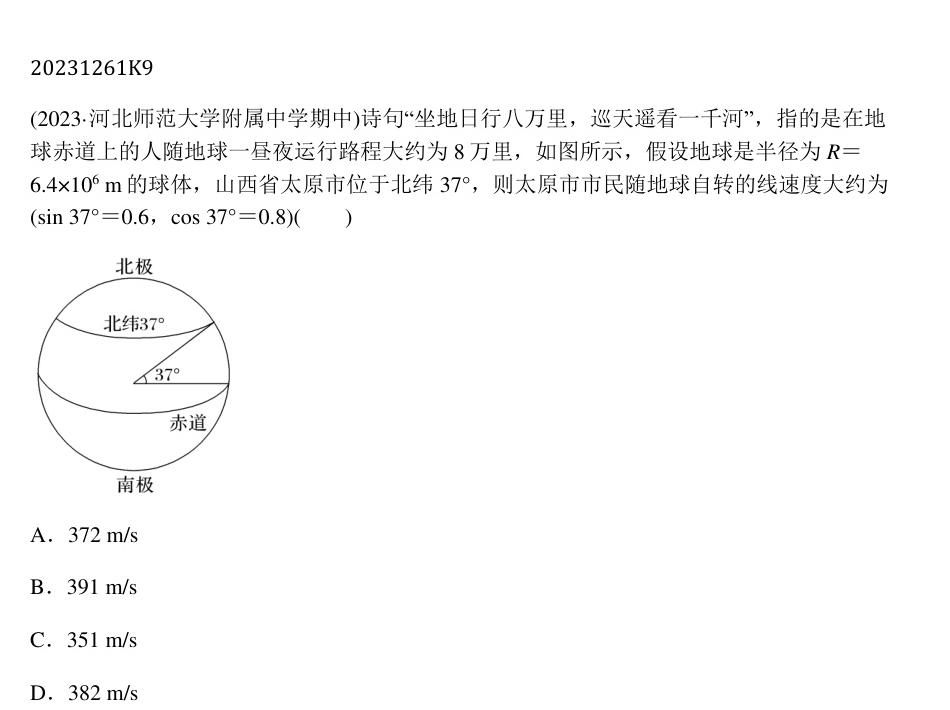 20231261K9
(2023·河北师范大学附属中学期中)诗句“坐地日行八万里，巡天遥看一千河”，指的是在地
球赤道上的人随地球一昼夜运行路程大约为 8 万里，如图所示，假设地球是半径为 R＝
6.4×10⁶ m 的球体，山西省太原市位于北纬 37°，则太原市市民随地球自转的线速度大约为
(sin 37°＝0.6，cos 37°＝0.8)(　　)
北极
北纬37°
37°
赤道
南极
A．372 m/s
B．391 m/s
C．351 m/s
D．382 m/s